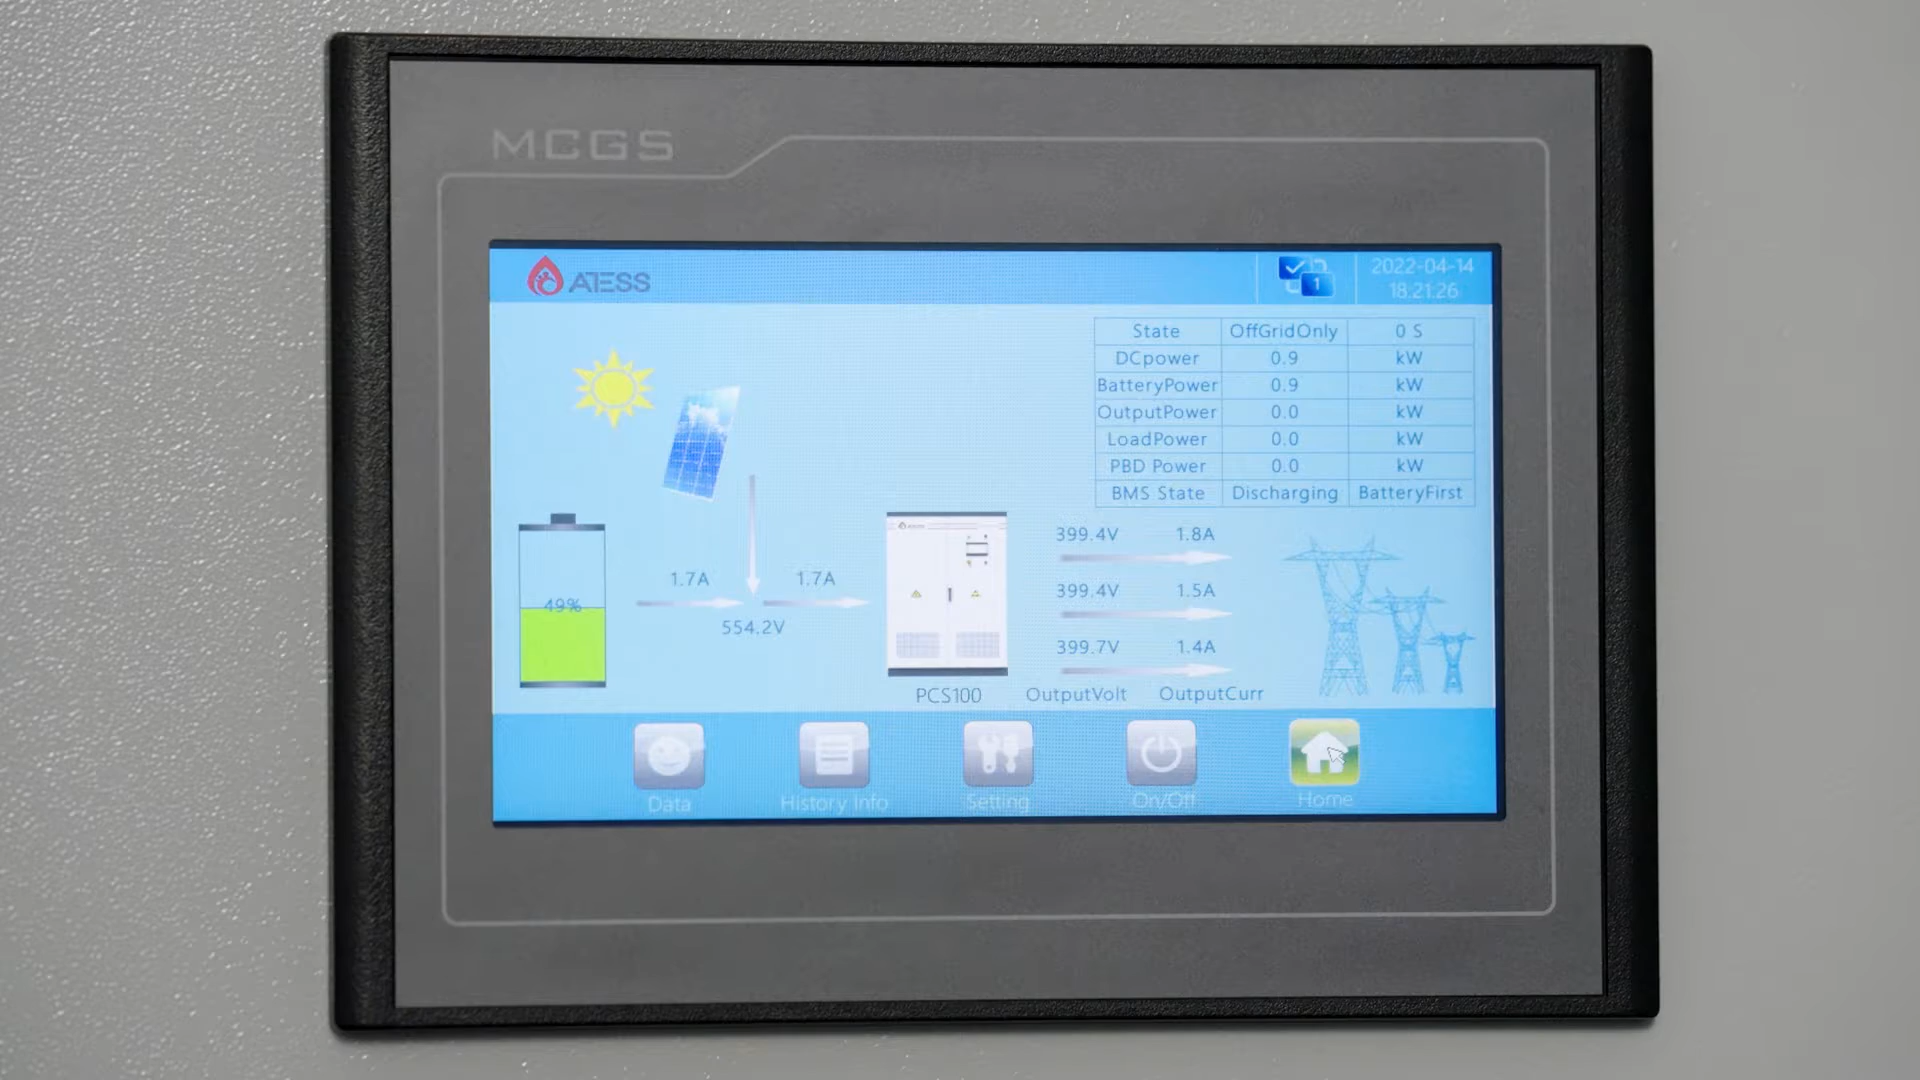 MCGS
ATESS
1
2022-04-14
18:21:26
State OffGridOnly 0 S
DCpower 0.9 kW
BatteryPower 0.9 kW
OutputPower 0.0 kW
LoadPower 0.0 kW
PBD Power 0.0 kW
BMS State Discharging BatteryFirst
49%
1.7A
1.7A
554.2V
399.4V 1.8A
399.4V 1.5A
399.7V 1.4A
PCS100 OutputVolt OutputCurr
Data History Info Setting On/Off Home